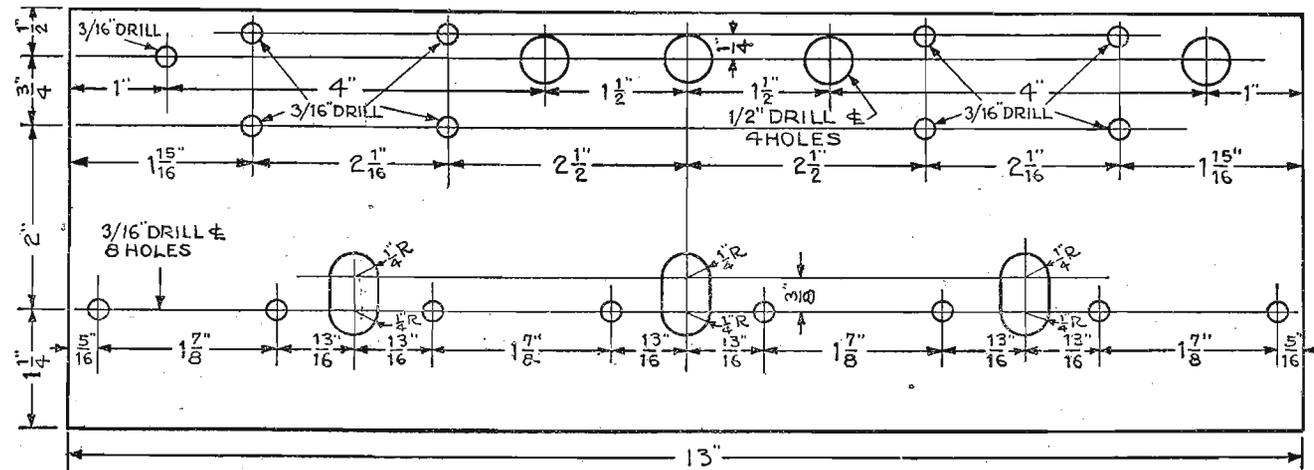 1/2"
3/16" DRILL
3/4"
1"
4"
1 1/2"
1 1/2"
1/4"
4"
1"
3/16" DRILL
1/2" DRILL ℄
4 HOLES
3/16" DRILL
1 15/16"
2 1/16"
2 1/2"
2 1/2"
2 1/16"
1 15/16"
2"
3/16" DRILL ℄
8 HOLES
1/4" R
1/4" R
1/4" R
3/8"
1/4" R
1/4" R
1/4" R
1 1/4"
5/16"
1 7/8"
13/16"
13/16"
1 7/8"
13/16"
13/16"
1 7/8"
13/16"
13/16"
1 7/8"
5/16"
13"